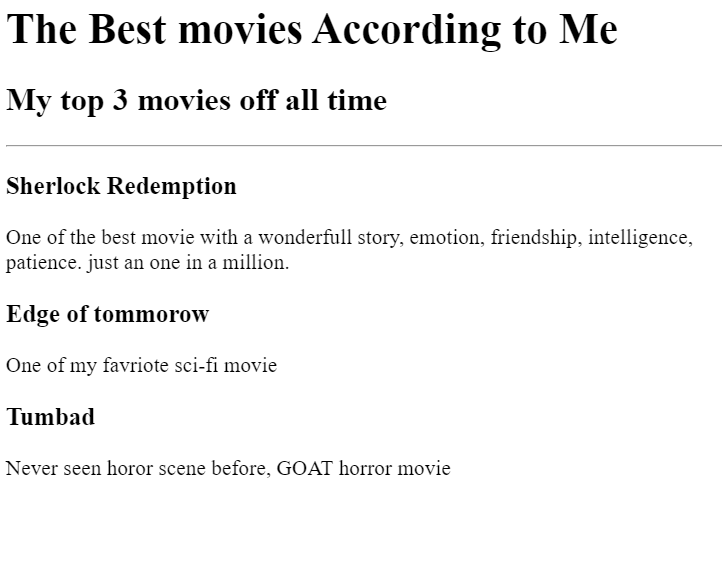 The Best movies According to Me
My top 3 movies off all time
Sherlock Redemption
One of the best movie with a wonderfull story, emotion, friendship, intelligence,
patience. just an one in a million.
Edge of tommorow
One of my favriote sci-fi movie
Tumbad
Never seen horor scene before, GOAT horror movie